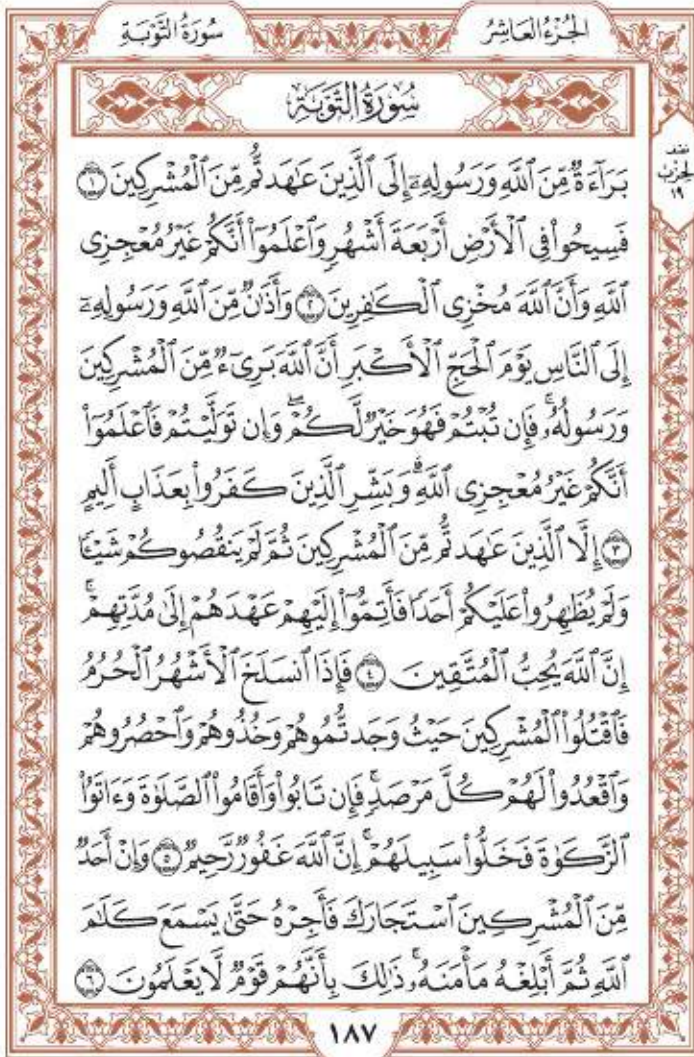 سُورَةُ التَّوْبَةِ
الجُزْءُ العَاشِرُ
سُورَةُ التَّوْبَةِ
نصف
الحزب
١٩
بَرَآءَةٌ مِّنَ ٱللَّهِ وَرَسُولِهِۦٓ إِلَى ٱلَّذِينَ عَٰهَدتُّم مِّنَ ٱلْمُشْرِكِينَ ١
فَسِيحُوا۟ فِى ٱلْأَرْضِ أَرْبَعَةَ أَشْهُرٍ وَٱعْلَمُوٓا۟ أَنَّكُمْ غَيْرُ مُعْجِزِى
ٱللَّهِ وَأَنَّ ٱللَّهَ مُخْزِى ٱلْكَٰفِرِينَ ٢ وَأَذَٰنٌ مِّنَ ٱللَّهِ وَرَسُولِهِۦٓ
إِلَى ٱلنَّاسِ يَوْمَ ٱلْحَجِّ ٱلْأَكْبَرِ أَنَّ ٱللَّهَ بَرِىٓءٌ مِّنَ ٱلْمُشْرِكِينَ
وَرَسُولُهُۥ ۚ فَإِن تُبْتُمْ فَهُوَ خَيْرٌ لَّكُمْ ۖ وَإِن تَوَلَّيْتُمْ فَٱعْلَمُوٓا۟
أَنَّكُمْ غَيْرُ مُعْجِزِى ٱللَّهِ ۗ وَبَشِّرِ ٱلَّذِينَ كَفَرُوا۟ بِعَذَابٍ أَلِيمٍ
٣ إِلَّا ٱلَّذِينَ عَٰهَدتُّم مِّنَ ٱلْمُشْرِكِينَ ثُمَّ لَمْ يَنقُصُوكُمْ شَيْـًٔا
وَلَمْ يُظَٰهِرُوا۟ عَلَيْكُمْ أَحَدًا فَأَتِمُّوٓا۟ إِلَيْهِمْ عَهْدَهُمْ إِلَىٰ مُدَّتِهِمْ ۚ
إِنَّ ٱللَّهَ يُحِبُّ ٱلْمُتَّقِينَ ٤ فَإِذَا ٱنسَلَخَ ٱلْأَشْهُرُ ٱلْحُرُمُ
فَٱقْتُلُوا۟ ٱلْمُشْرِكِينَ حَيْثُ وَجَدتُّمُوهُمْ وَخُذُوهُمْ وَٱحْصُرُوهُمْ
وَٱقْعُدُوا۟ لَهُمْ كُلَّ مَرْصَدٍ ۚ فَإِن تَابُوا۟ وَأَقَامُوا۟ ٱلصَّلَوٰةَ وَءَاتَوُا۟
ٱلزَّكَوٰةَ فَخَلُّوا۟ سَبِيلَهُمْ ۚ إِنَّ ٱللَّهَ غَفُورٌ رَّحِيمٌ ٥ وَإِنْ أَحَدٌ
مِّنَ ٱلْمُشْرِكِينَ ٱسْتَجَارَكَ فَأَجِرْهُ حَتَّىٰ يَسْمَعَ كَلَٰمَ
ٱللَّهِ ثُمَّ أَبْلِغْهُ مَأْمَنَهُۥ ۚ ذَٰلِكَ بِأَنَّهُمْ قَوْمٌ لَّا يَعْلَمُونَ ٦
١٨٧